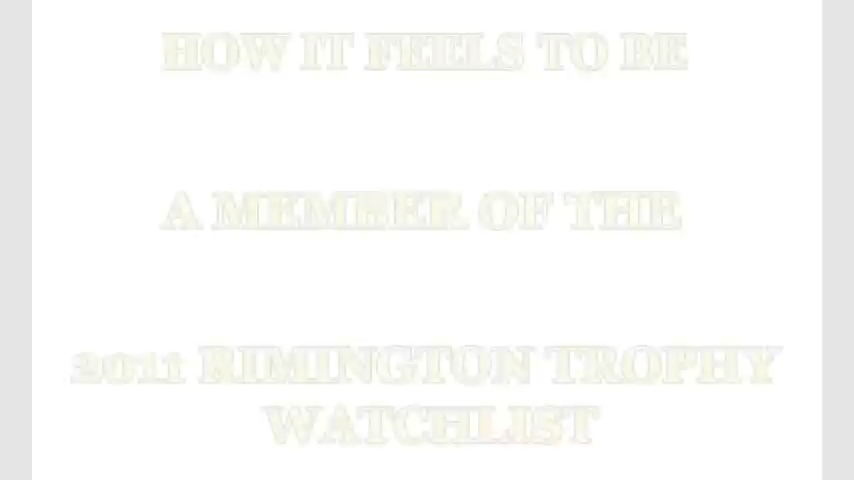 HOW IT FEELS TO BE
A MEMBER OF THE
2011 RIMINGTON TROPHY
WATCHLIST